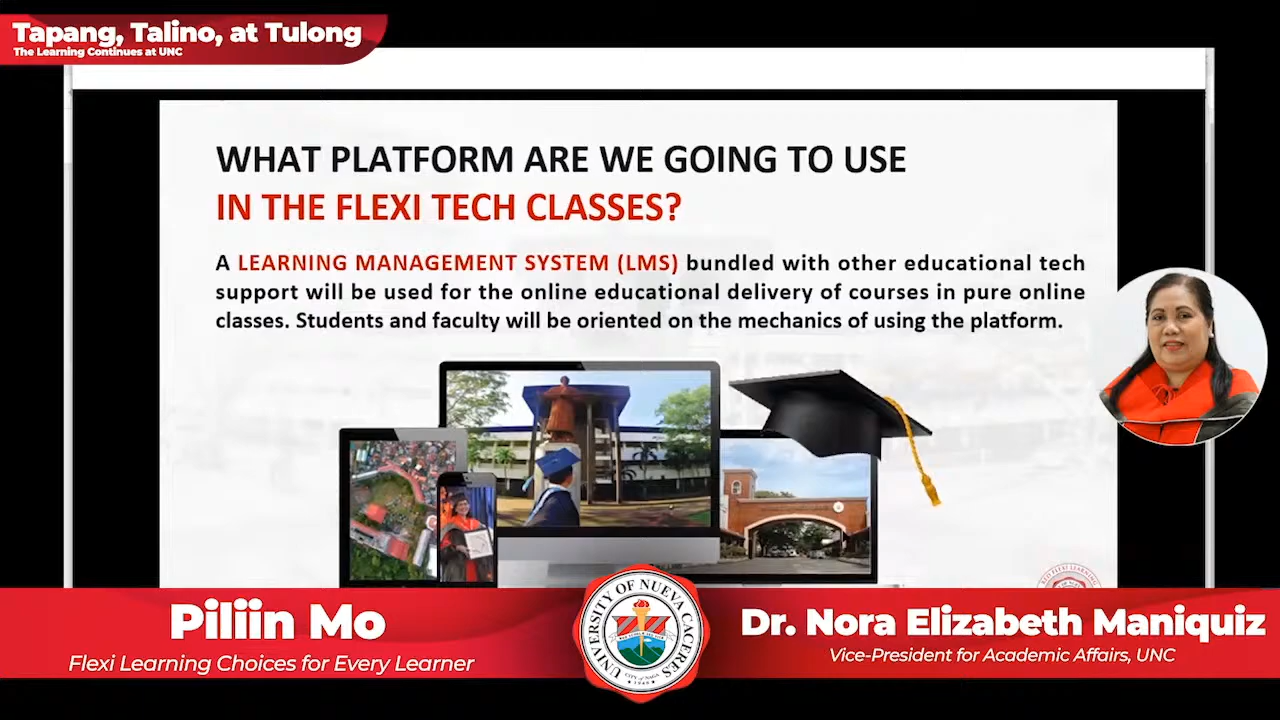 Tapang, Talino, at Tulong
The Learning Continues at UNC
WHAT PLATFORM ARE WE GOING TO USE
IN THE FLEXI TECH CLASSES?
A LEARNING MANAGEMENT SYSTEM (LMS) bundled with other educational tech
support will be used for the online educational delivery of courses in pure online
classes. Students and faculty will be oriented on the mechanics of using the platform.
Piliin Mo
Flexi Learning Choices for Every Learner
UNIVERSITY OF NUEVA CACERES
CITY OF NAGA
1948
Dr. Nora Elizabeth Maniquiz
Vice-President for Academic Affairs, UNC